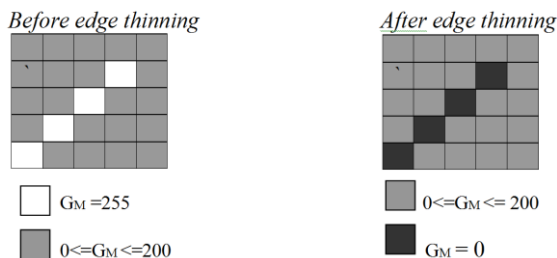 Before edge thinning
After edge thinning
GM =255
0<=GM<=200
0<=GM<= 200
GM = 0